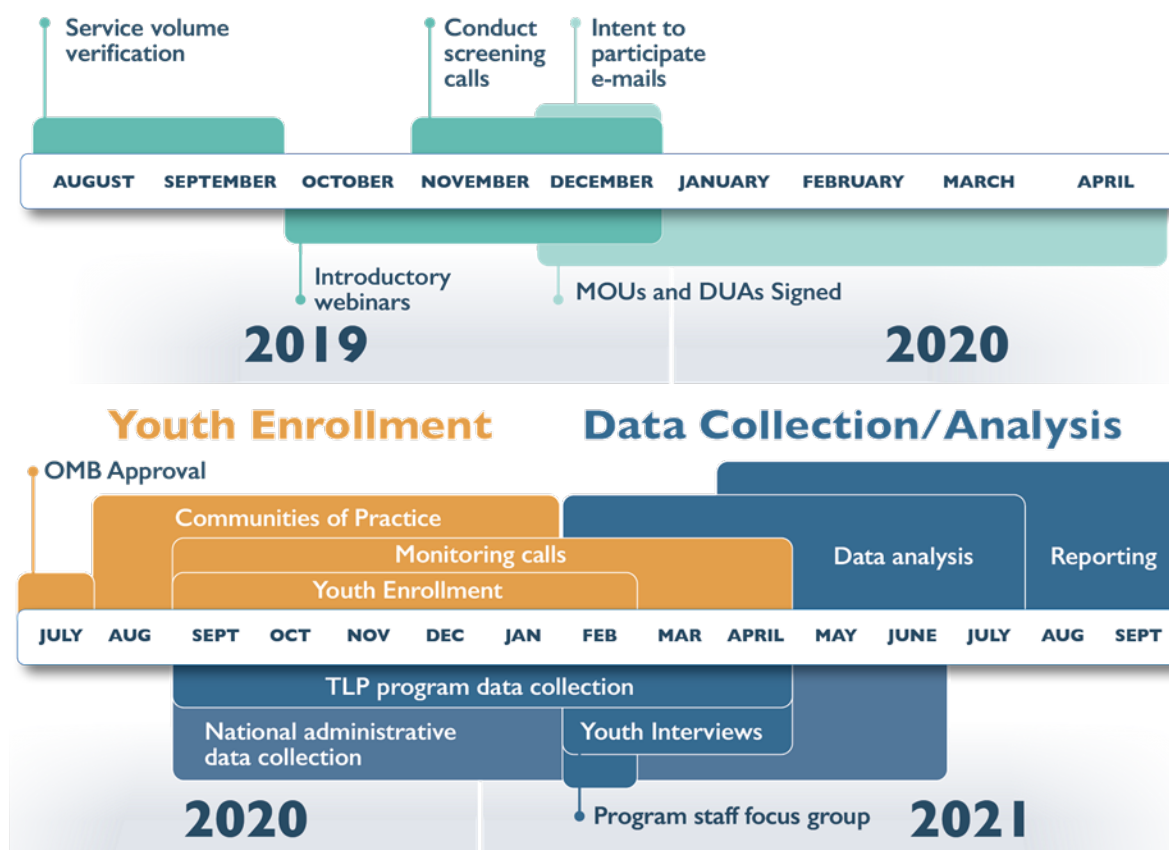 Service volume
verification
Conduct
screening
calls
Intent to
participate
e-mails
AUGUST SEPTEMBER OCTOBER NOVEMBER DECEMBER JANUARY FEBRUARY MARCH APRIL
Introductory
webinars
MOUs and DUAs Signed
2019 2020
Youth Enrollment Data Collection/Analysis
OMB Approval
Communities of Practice
Monitoring calls
Data analysis Reporting
Youth Enrollment
JULY AUG SEPT OCT NOV DEC JAN FEB MAR APRIL MAY JUNE JULY AUG SEPT
TLP program data collection
National administrative
data collection
Youth Interviews
Program staff focus group
2020 2021